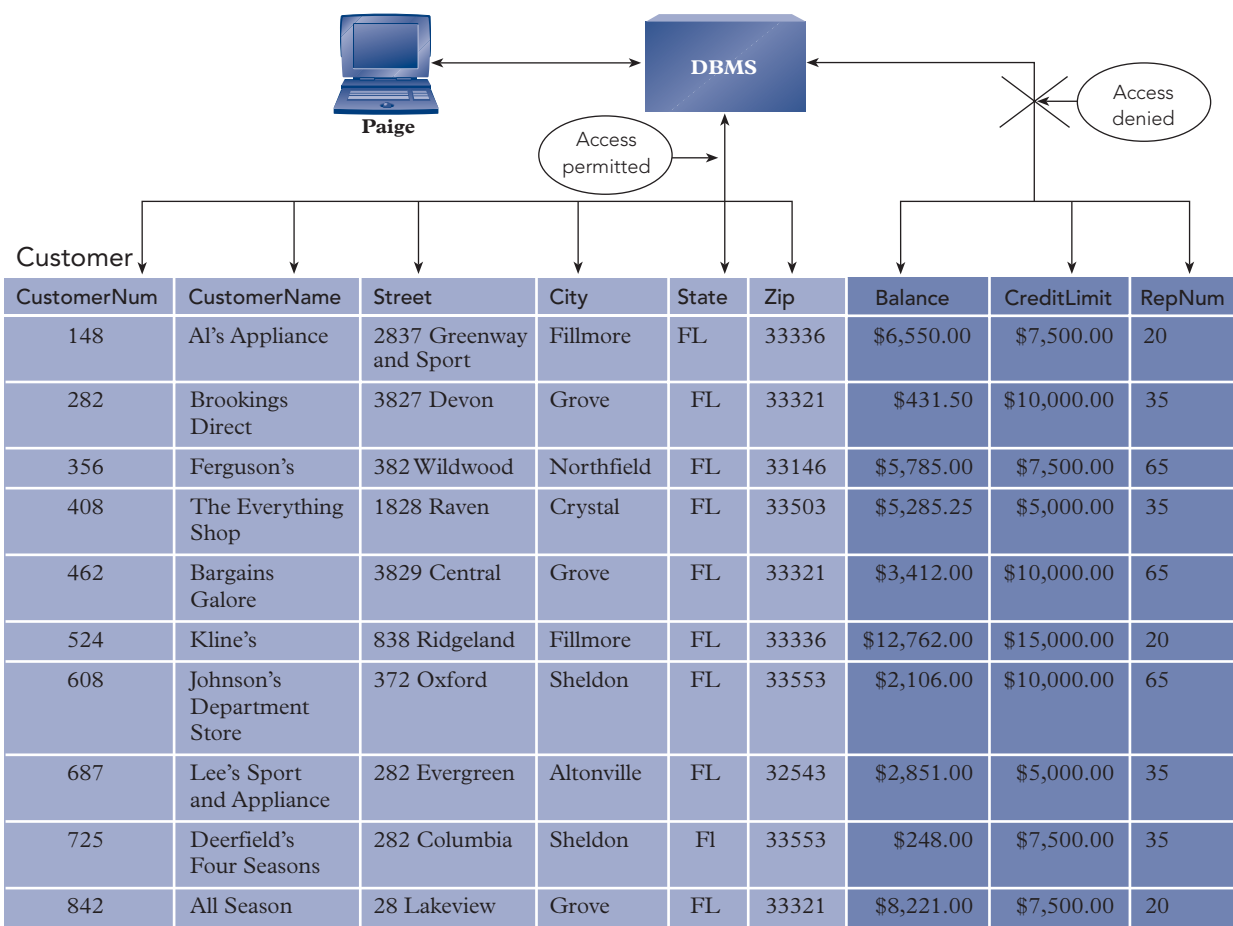 DBMS
Paige
Access
denied
Access
permitted
Customer
CustomerNum CustomerName Street City State Zip Balance CreditLimit RepNum
148 Al's Appliance 2837 Greenway Fillmore FL 33336 $6,550.00 $7,500.00 20
and Sport
282 Brookings 3827 Devon Grove FL 33321 $431.50 $10,000.00 35
Direct
356 Ferguson's 382 Wildwood Northfield FL 33146 $5,785.00 $7,500.00 65
408 The Everything 1828 Raven Crystal FL 33503 $5,285.25 $5,000.00 35
Shop
462 Bargains 3829 Central Grove FL 33321 $3,412.00 $10,000.00 65
Galore
524 Kline's 838 Ridgeland Fillmore FL 33336 $12,762.00 $15,000.00 20
608 Johnson's 372 Oxford Sheldon FL 33553 $2,106.00 $10,000.00 65
Department
Store
687 Lee's Sport 282 Evergreen Altonville FL 32543 $2,851.00 $5,000.00 35
and Appliance
725 Deerfield's 282 Columbia Sheldon Fl 33553 $248.00 $7,500.00 35
Four Seasons
842 All Season 28 Lakeview Grove FL 33321 $8,221.00 $7,500.00 20